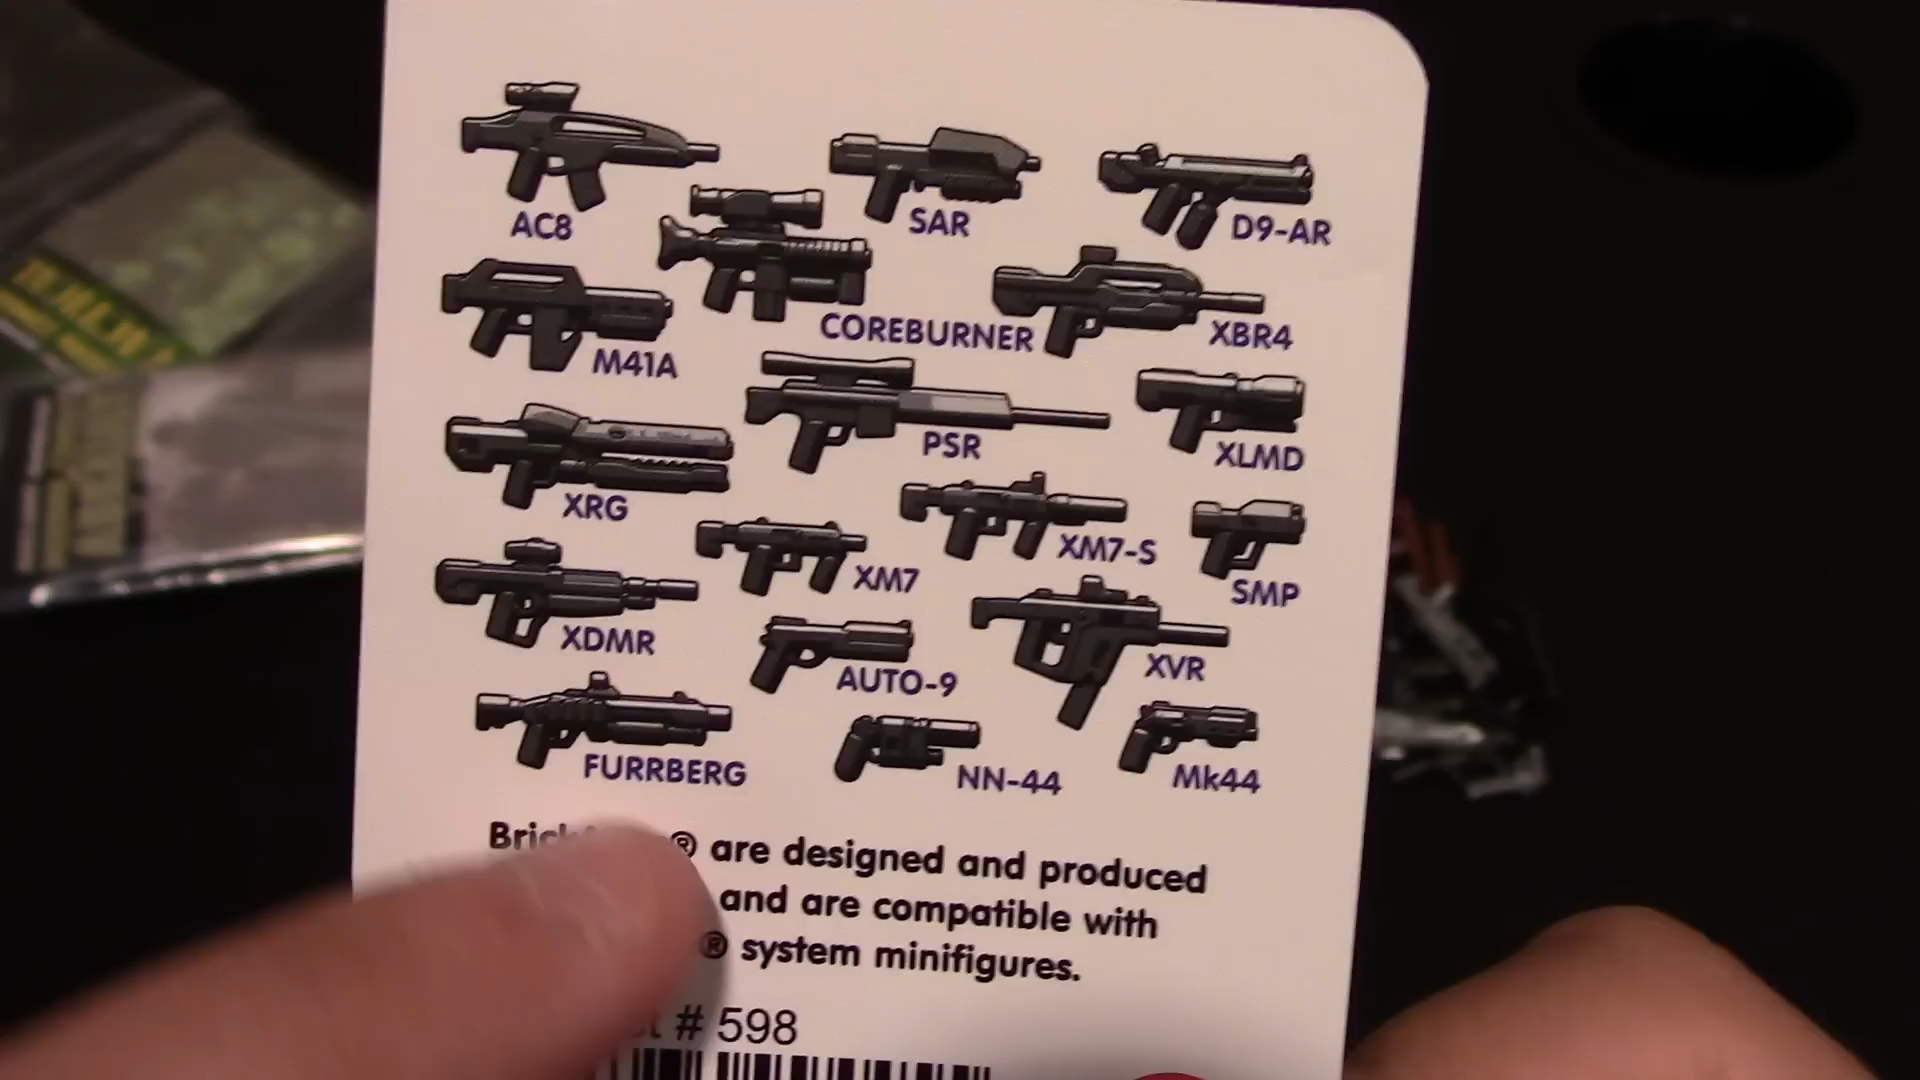 AC8
SAR
D9-AR
M41A
COREBURNER
XBR4
PSR
XLMD
XRG
XM7
XM7-S
SMP
XDMR
AUTO-9
XVR
FURRBERG
NN-44
Mk44
® are designed and produced
and are compatible with
® system minifigures.
# 598